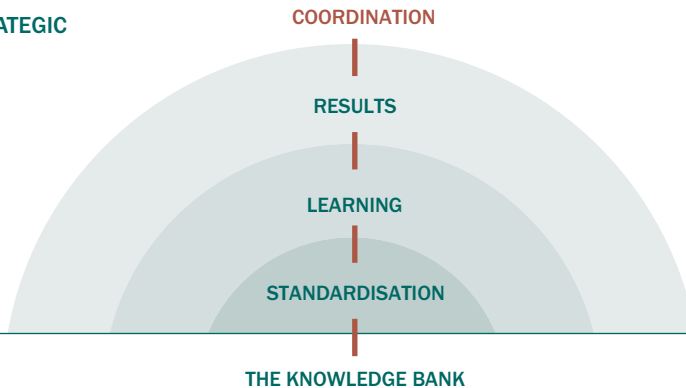 COORDINATION
ATEGIC
RESULTS
LEARNING
STANDARDISATION
THE KNOWLEDGE BANK